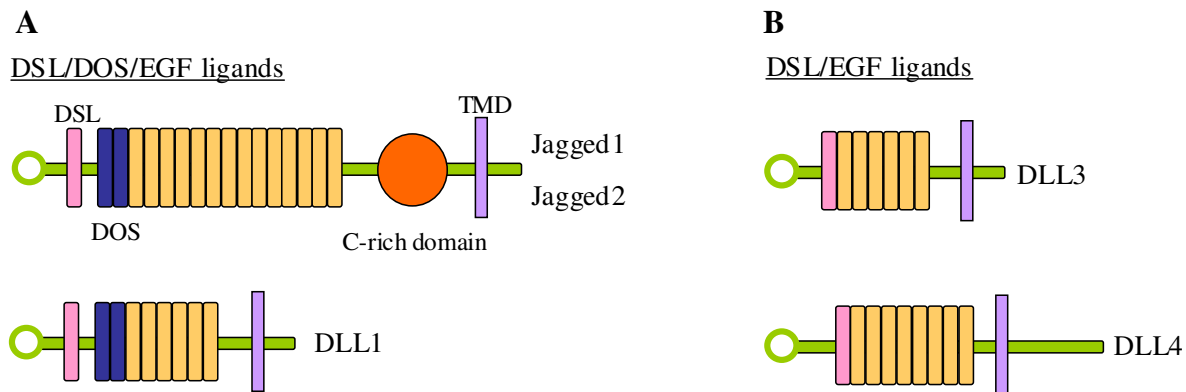 A
DSL/DOS/EGF ligands
DSL
TMD
Jagged1
Jagged2
DOS
C-rich domain
DLL1
B
DSL/EGF ligands
DLL3
DLL4